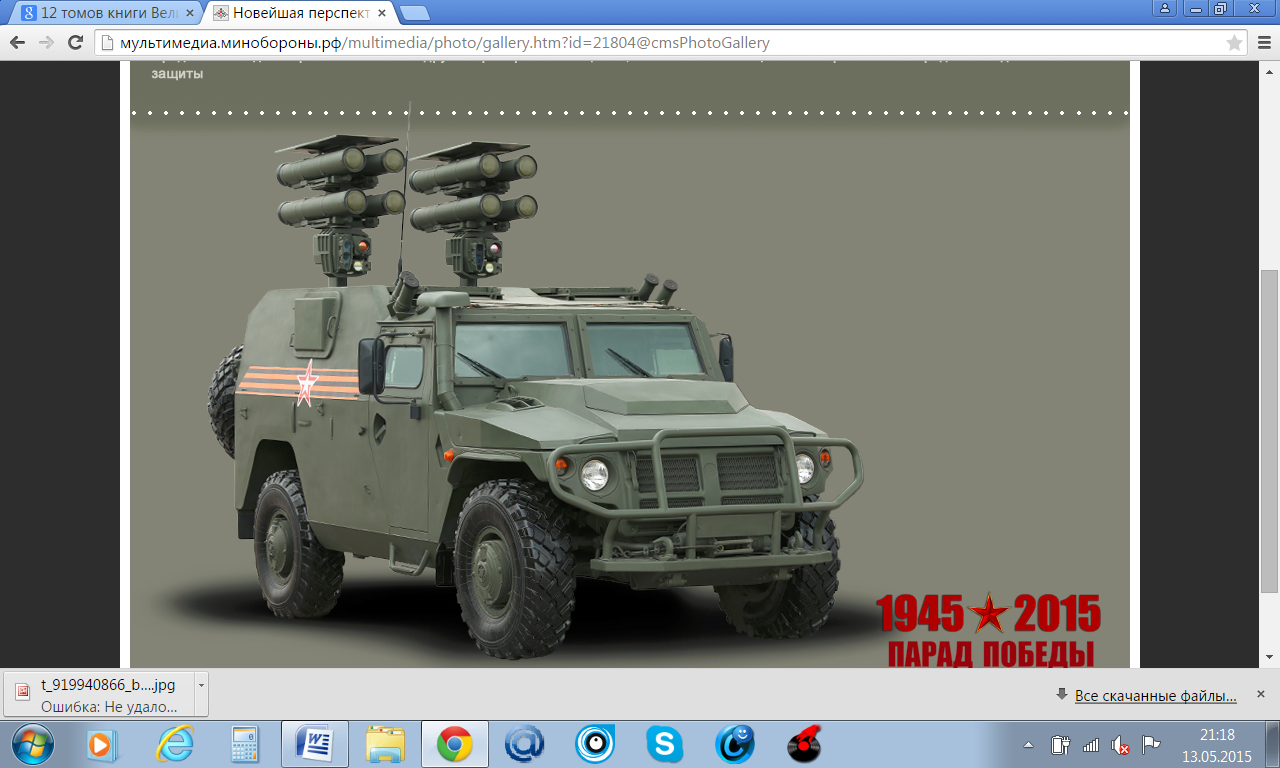 12 томов книги Вел
Новейшая перспект
мультимедиа.минобороны.рф/multimedia/photo/gallery.htm?id=21804@cmsPhotoGallery
защиты
1945 2015
ПАРАД ПОБЕДЫ
t_919940866_b....jpg
Ошибка: Не удало...
Все скачанные файлы...
21:18
13.05.2015